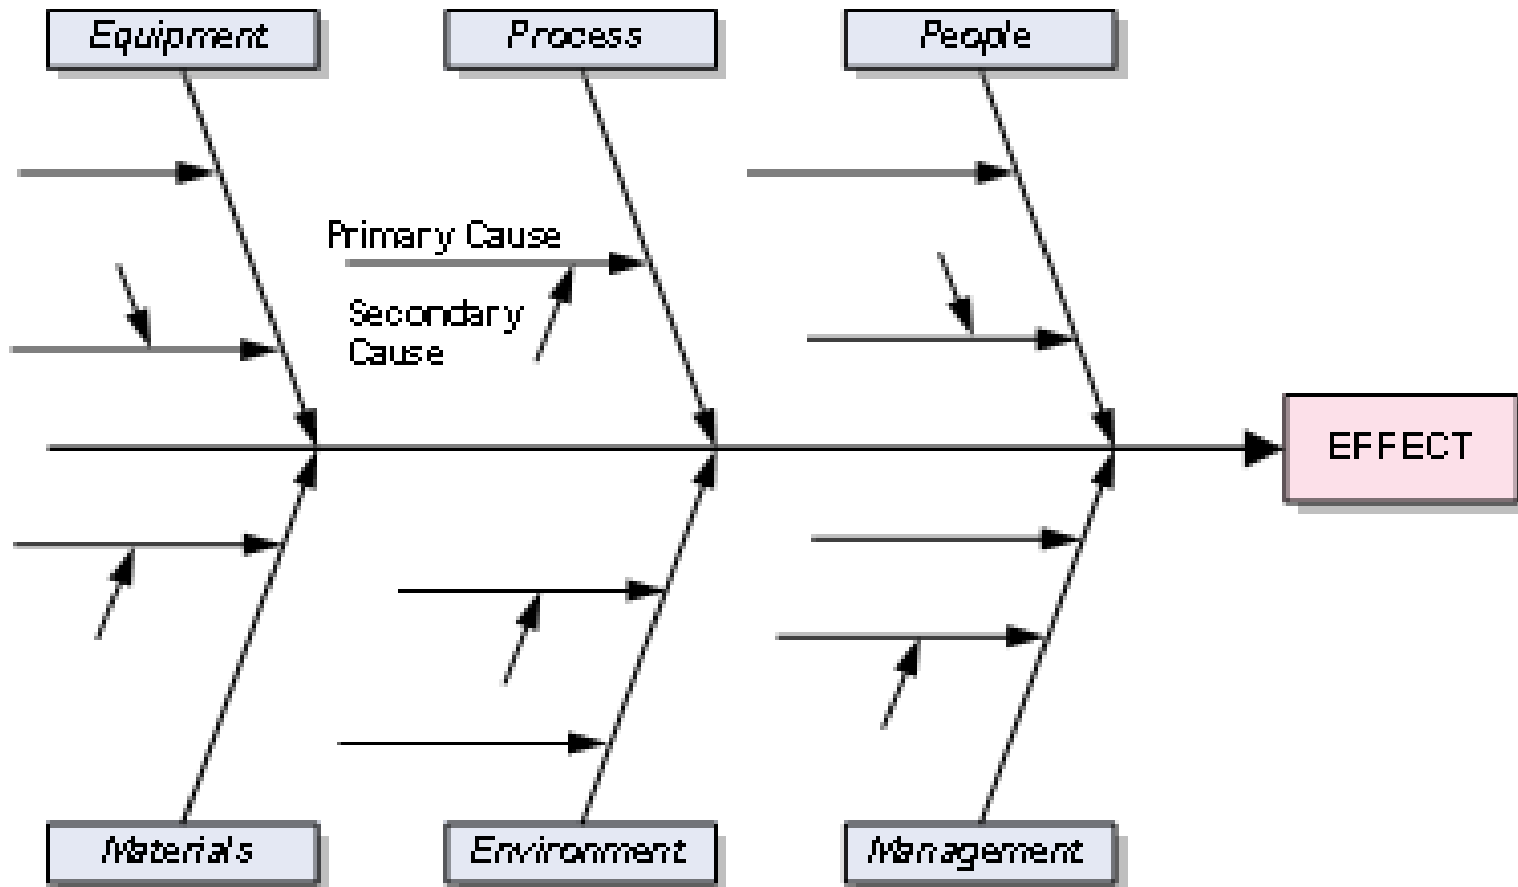 Equipment
Process
People
Primary Cause
Secondary
Cause
EFFECT
Materials
Environment
Management